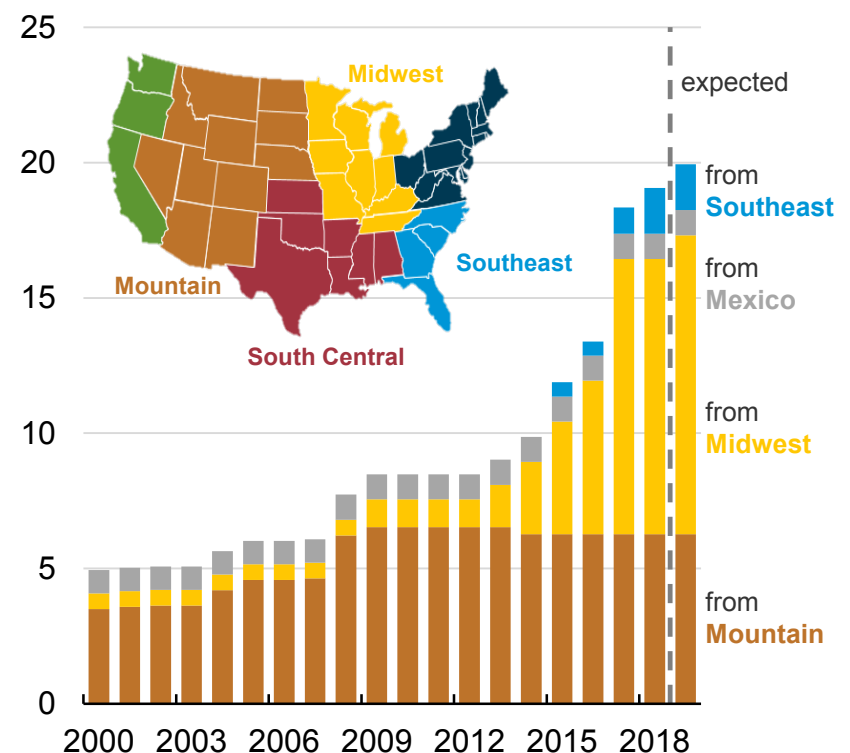 25
20
15
10
5
0
Midwest
Mountain
Southeast
South Central
expected
from
Southeast
from
Mexico
from
Midwest
from
Mountain
2000 2003 2006 2009 2012 2015 2018